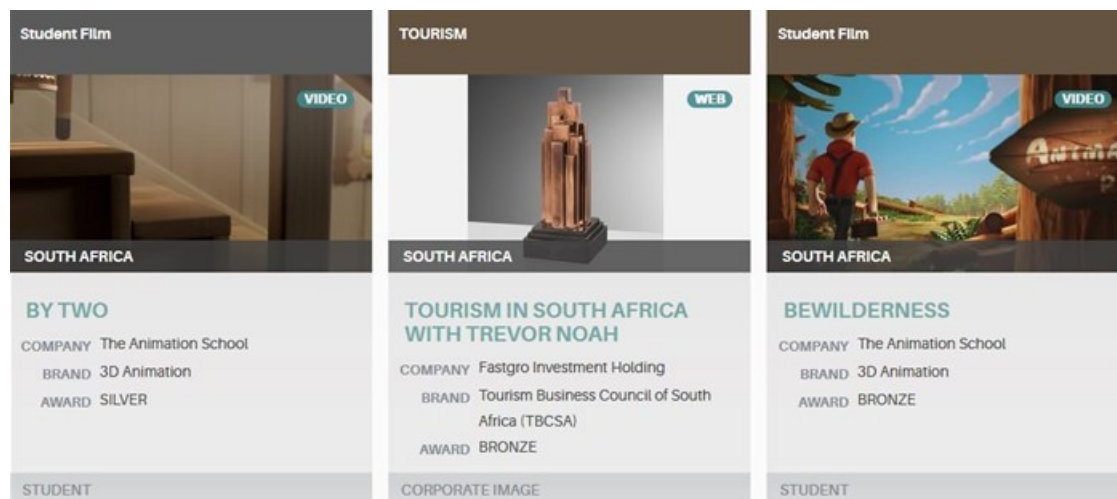 Student Film
VIDEO
SOUTH AFRICA
BY TWO
COMPANY The Animation School
BRAND 3D Animation
AWARD SILVER
STUDENT
TOURISM
WEB
SOUTH AFRICA
TOURISM IN SOUTH AFRICA
WITH TREVOR NOAH
COMPANY Fastgro Investment Holding
BRAND Tourism Business Council of South
Africa (TBCSA)
AWARD BRONZE
CORPORATE IMAGE
Student Film
VIDEO
ANIMA
P
SOUTH AFRICA
BEWILDERNESS
COMPANY The Animation School
BRAND 3D Animation
AWARD BRONZE
STUDENT